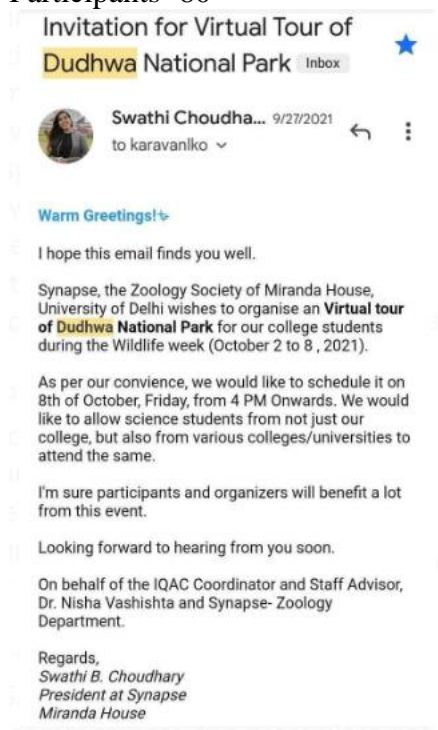 Invitation for Virtual Tour of
Dudhwa National Park Inbox
Swathi Choudha... 9/27/2021
to karavanlko
Warm Greetings!
I hope this email finds you well.
Synapse, the Zoology Society of Miranda House,
University of Delhi wishes to organise an Virtual tour
of Dudhwa National Park for our college students
during the Wildlife week (October 2 to 8 , 2021).
As per our convience, we would like to schedule it on
8th of October, Friday, from 4 PM Onwards. We would
like to allow science students from not just our
college, but also from various colleges/universities to
attend the same.
I'm sure participants and organizers will benefit a lot
from this event.
Looking forward to hearing from you soon.
On behalf of the IQAC Coordinator and Staff Advisor,
Dr. Nisha Vashishta and Synapse- Zoology
Department.
Regards,
Swathi B. Choudhary
President at Synapse
Miranda House